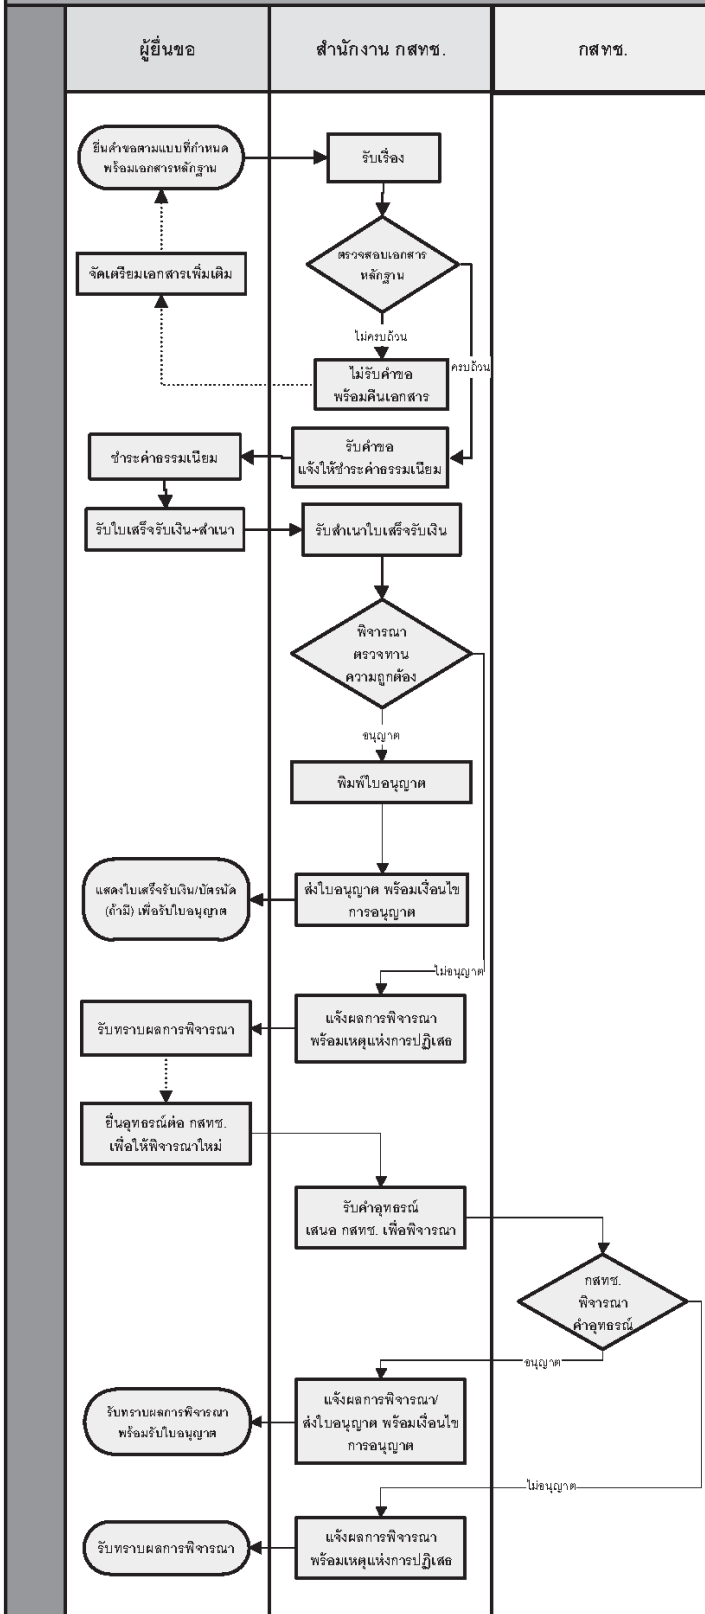 ผู้ยื่นขอ
สำนักงาน กสทช.
กสทช.
ยื่นคำขอตามแบบที่กำหนด
พร้อมเอกสารหลักฐาน
รับเรื่อง
ตรวจสอบเอกสาร
หลักฐาน
จัดเตรียมเอกสารเพิ่มเติม
ไม่ครบถ้วน
ครบถ้วน
ไม่รับคำขอ
พร้อมคืนเอกสาร
ชำระค่าธรรมเนียม
รับคำขอ
แจ้งให้ชำระค่าธรรมเนียม
รับใบเสร็จรับเงิน+สำเนา
รับสำเนาใบเสร็จรับเงิน
พิจารณา
ตรวจทาน
ความถูกต้อง
อนุญาต
พิมพ์ใบอนุญาต
แสดงใบเสร็จรับเงิน/บัตรนัด
(ถ้ามี) เพื่อรับใบอนุญาต
ส่งใบอนุญาต พร้อมเงื่อนไข
การอนุญาต
ไม่อนุญาต
รับทราบผลการพิจารณา
แจ้งผลการพิจารณา
พร้อมเหตุแห่งการปฏิเสธ
ยื่นอุทธรณ์ต่อ กสทช.
เพื่อให้พิจารณาใหม่
รับคำอุทธรณ์
เสนอ กสทช. เพื่อพิจารณา
กสทช.
พิจารณา
คำอุทธรณ์
อนุญาต
รับทราบผลการพิจารณา
พร้อมรับใบอนุญาต
แจ้งผลการพิจารณา/
ส่งใบอนุญาต พร้อมเงื่อนไข
การอนุญาต
ไม่อนุญาต
รับทราบผลการพิจารณา
แจ้งผลการพิจารณา
พร้อมเหตุแห่งการปฏิเสธ